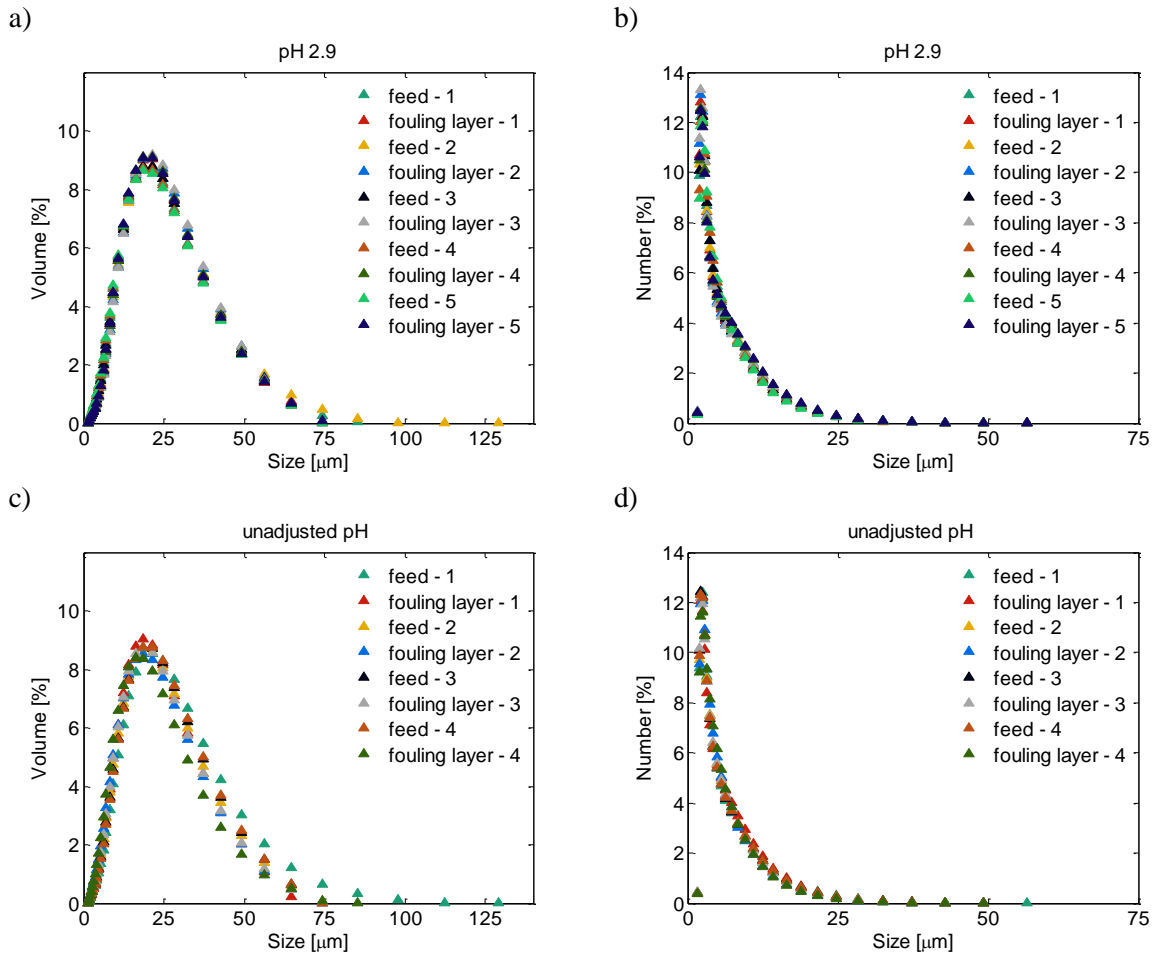 a)
pH 2.9
Volume [%]
10
8
6
4
2
0
0 25 50 75 100 125
Size [μm]
feed - 1
fouling layer - 1
feed - 2
fouling layer - 2
feed - 3
fouling layer - 3
feed - 4
fouling layer - 4
feed - 5
fouling layer - 5
b)
pH 2.9
Number [%]
14
12
10
8
6
4
2
0
0 25 50 75
Size [μm]
feed - 1
fouling layer - 1
feed - 2
fouling layer - 2
feed - 3
fouling layer - 3
feed - 4
fouling layer - 4
feed - 5
fouling layer - 5
c)
unadjusted pH
Volume [%]
10
8
6
4
2
0
0 25 50 75 100 125
Size [μm]
feed - 1
fouling layer - 1
feed - 2
fouling layer - 2
feed - 3
fouling layer - 3
feed - 4
fouling layer - 4
d)
unadjusted pH
Number [%]
14
12
10
8
6
4
2
0
0 25 50 75
Size [μm]
feed - 1
fouling layer - 1
feed - 2
fouling layer - 2
feed - 3
fouling layer - 3
feed - 4
fouling layer - 4